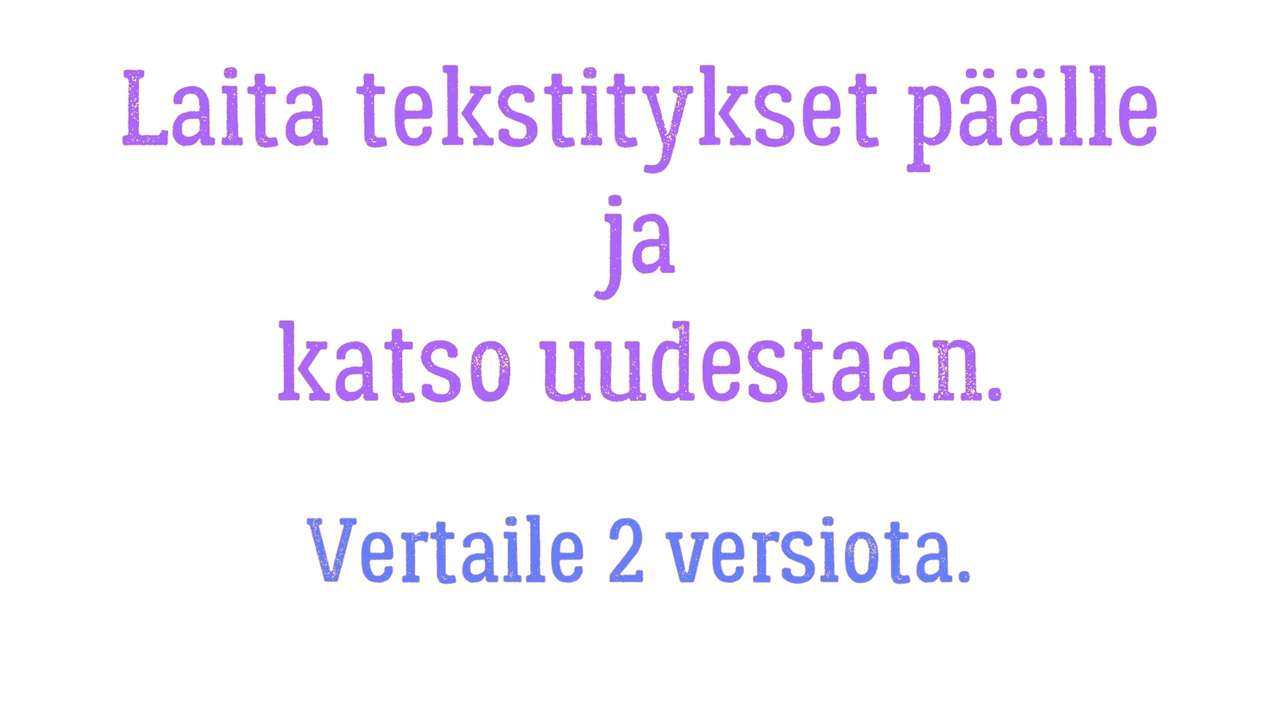 Laita tekstitykset päälle
ja
katso uudestaan.
Vertaile 2 versiota.